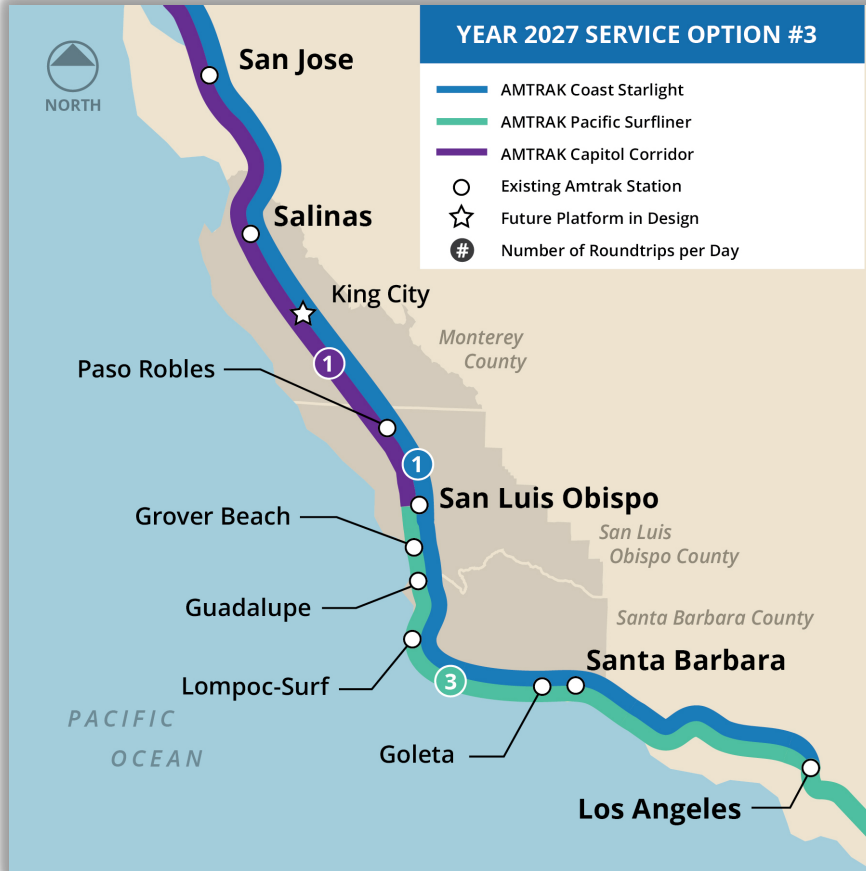 YEAR 2027 SERVICE OPTION #3
AMTRAK Coast Starlight
AMTRAK Pacific Surfliner
AMTRAK Capitol Corridor
Existing Amtrak Station
Future Platform in Design
# Number of Roundtrips per Day
NORTH
San Jose
Salinas
King City
Monterey
County
1
Paso Robles
1
San Luis Obispo
Grover Beach
San Luis
Obispo County
Guadalupe
Santa Barbara County
Santa Barbara
Lompoc-Surf
3
PACIFIC
OCEAN
Goleta
Los Angeles